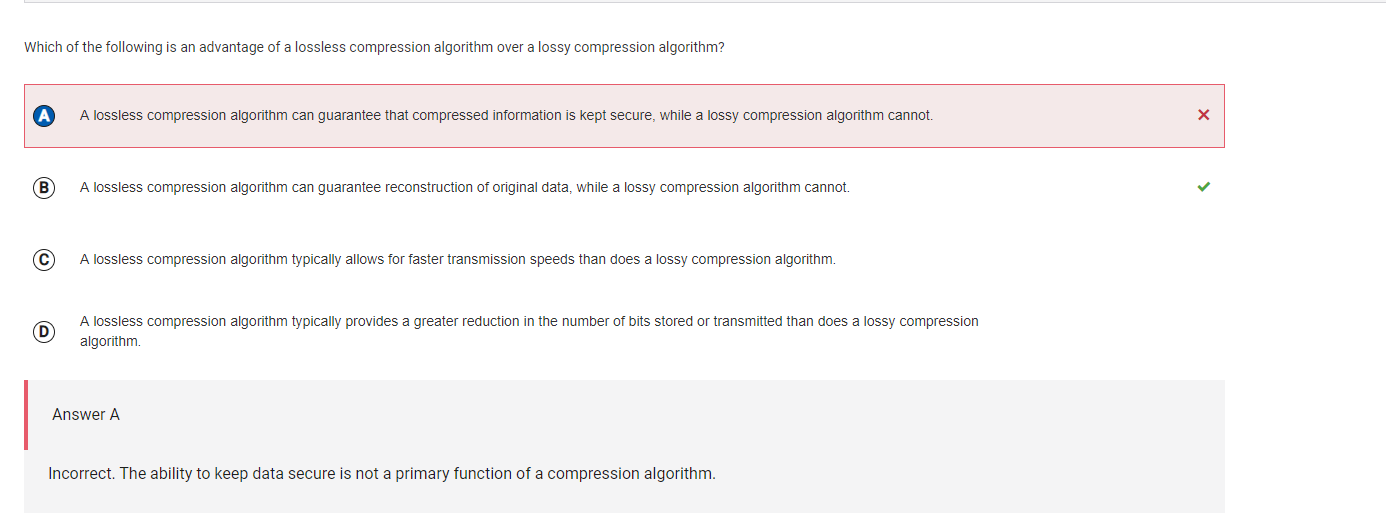 Which of the following is an advantage of a lossless compression algorithm over a lossy compression algorithm?
A A lossless compression algorithm can guarantee that compressed information is kept secure, while a lossy compression algorithm cannot.
B A lossless compression algorithm can guarantee reconstruction of original data, while a lossy compression algorithm cannot.
C A lossless compression algorithm typically allows for faster transmission speeds than does a lossy compression algorithm.
D A lossless compression algorithm typically provides a greater reduction in the number of bits stored or transmitted than does a lossy compression
algorithm.
Answer A
Incorrect. The ability to keep data secure is not a primary function of a compression algorithm.